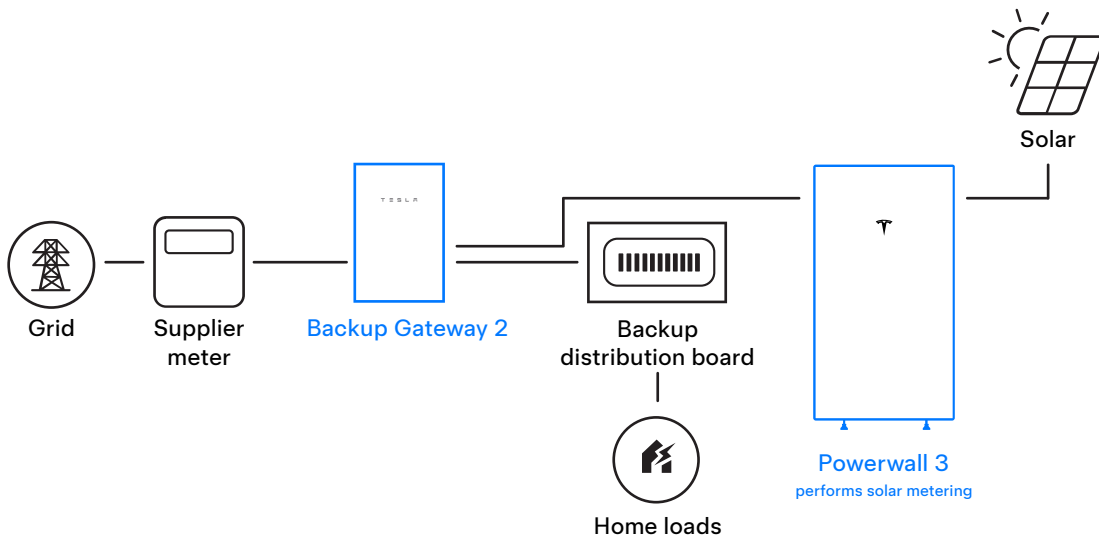 Solar
TESLA
Grid
Supplier
meter
Backup Gateway 2
Backup
distribution board
Powerwall 3
performs solar metering
Home loads